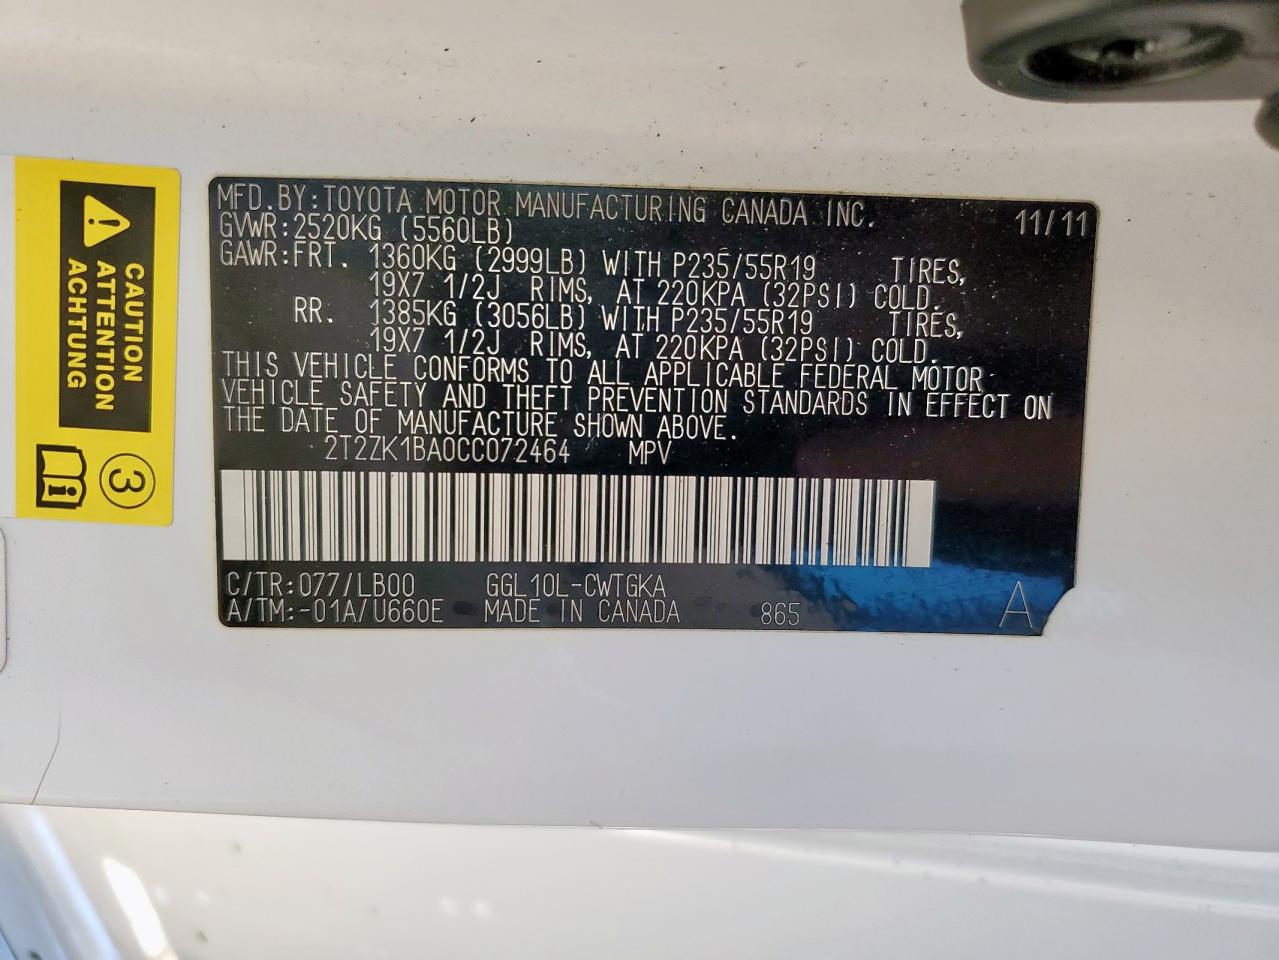 MFD.BY:TOYOTA MOTOR MANUFACTURING CANADA INC. 11/11
GVWR:2520KG (5560LB)
GAWR:FRT. 1360KG (2999LB) WITH P235/55R19 TIRES,
19X7 1/2J RIMS, AT 220KPA (32PSI) COLD.
RR. 1385KG (3056LB) WITH P235/55R19 TIRES,
19X7 1/2J RIMS, AT 220KPA (32PSI) COLD.
THIS VEHICLE CONFORMS TO ALL APPLICABLE FEDERAL MOTOR
VEHICLE SAFETY AND THEFT PREVENTION STANDARDS IN EFFECT ON
THE DATE OF MANUFACTURE SHOWN ABOVE.
2T2ZK1BA0CC072464 MPV
C/TR:077/LB00 GGL10L-CWTGKA
A/TM:-01A/U660E MADE IN CANADA 865 A
CAUTION
ATTENTION
ACHTUNG
3
i